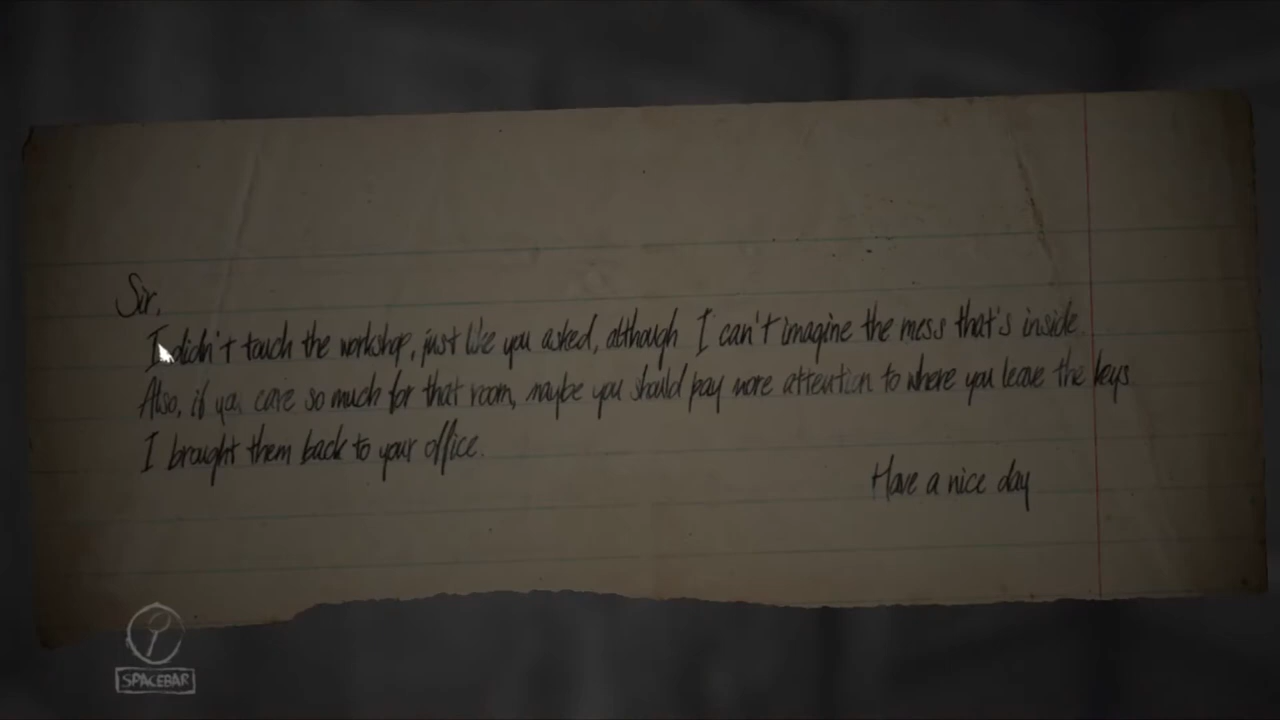 Sir,
I didn't touch the workshop, just like you asked, although I can't imagine the mess that's inside.
Also, if you care so much for that room, maybe you should pay more attention to where you leave the keys
I brought them back to your office.
Have a nice day
SPACEBAR